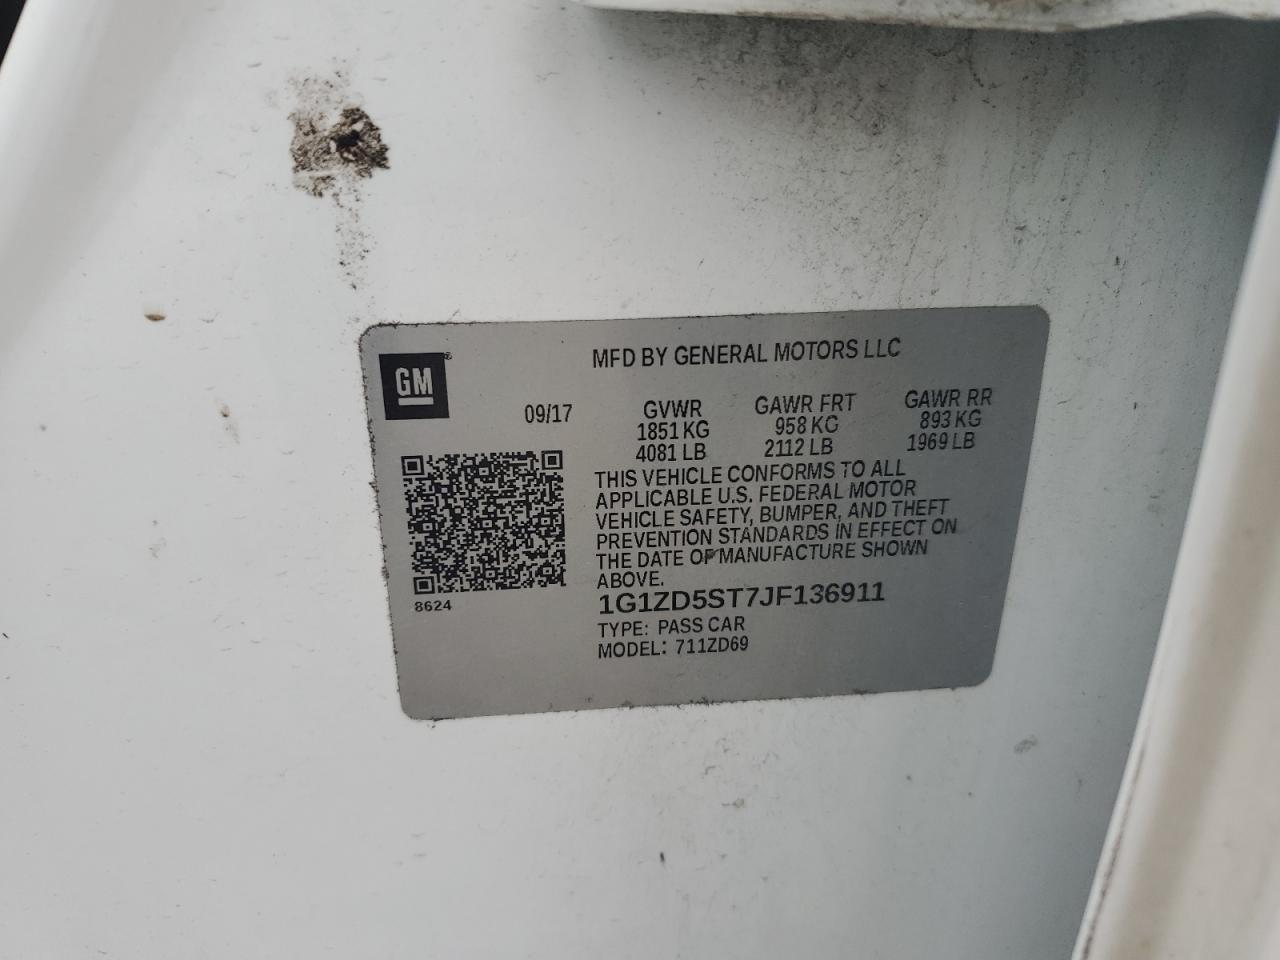 MFD BY GENERAL MOTORS LLC
GM ®
09/17
GVWR GAWR FRT GAWR RR
1851 KG 958 KG 893 KG
4081 LB 2112 LB 1969 LB
THIS VEHICLE CONFORMS TO ALL
APPLICABLE U.S. FEDERAL MOTOR
VEHICLE SAFETY, BUMPER, AND THEFT
PREVENTION STANDARDS IN EFFECT ON
THE DATE OF MANUFACTURE SHOWN
ABOVE.
8624
1G1ZD5ST7JF136911
TYPE: PASS CAR
MODEL: 711ZD69